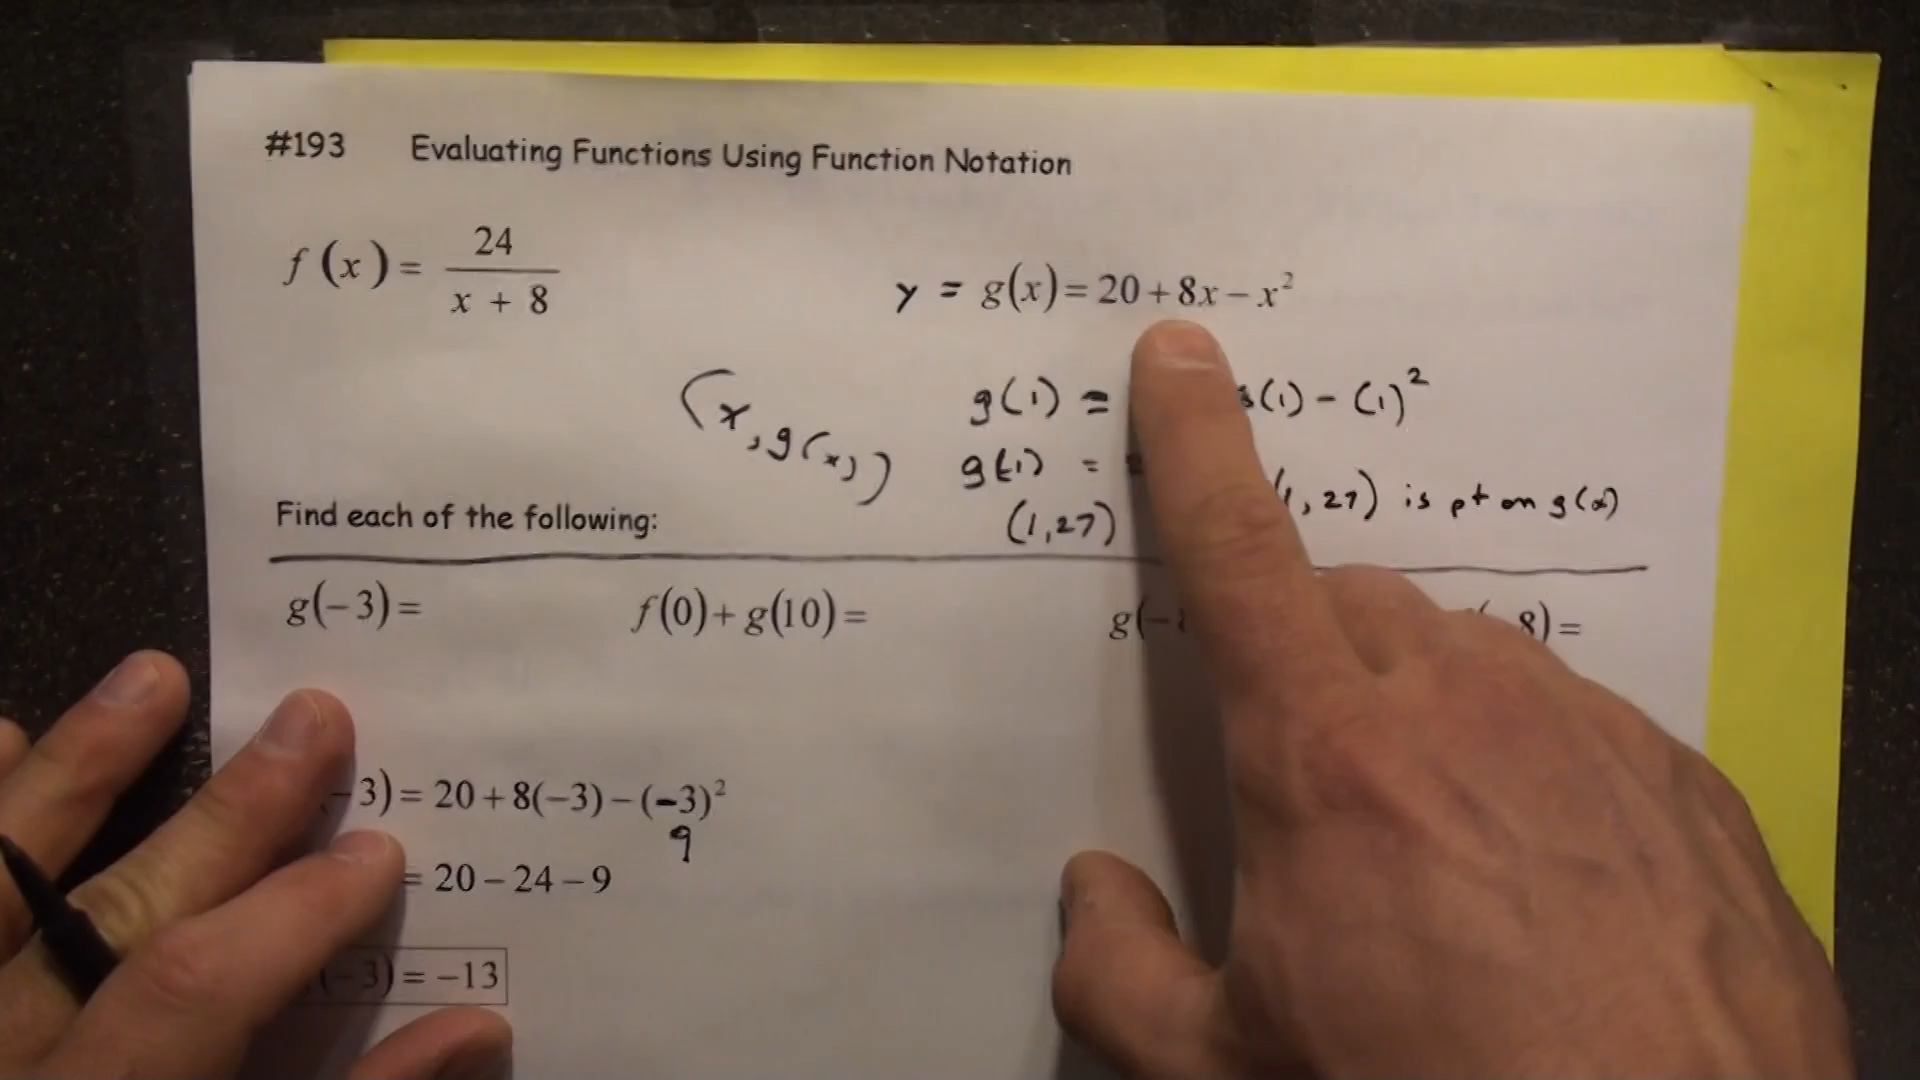 #193 Evaluating Functions Using Function Notation
f(x) = 24 / x + 8
y = g(x) = 20 + 8x − x²
(x, g(x))
g(1) = (1) − (1)²
g(1) =
(1,27) , 27) is pt on g(x)
Find each of the following:
g(−3) = f(0) + g(10) = g(− 8) =
−3) = 20 + 8(−3) − (−3)²
9
= 20 − 24 − 9
(−3) = −13